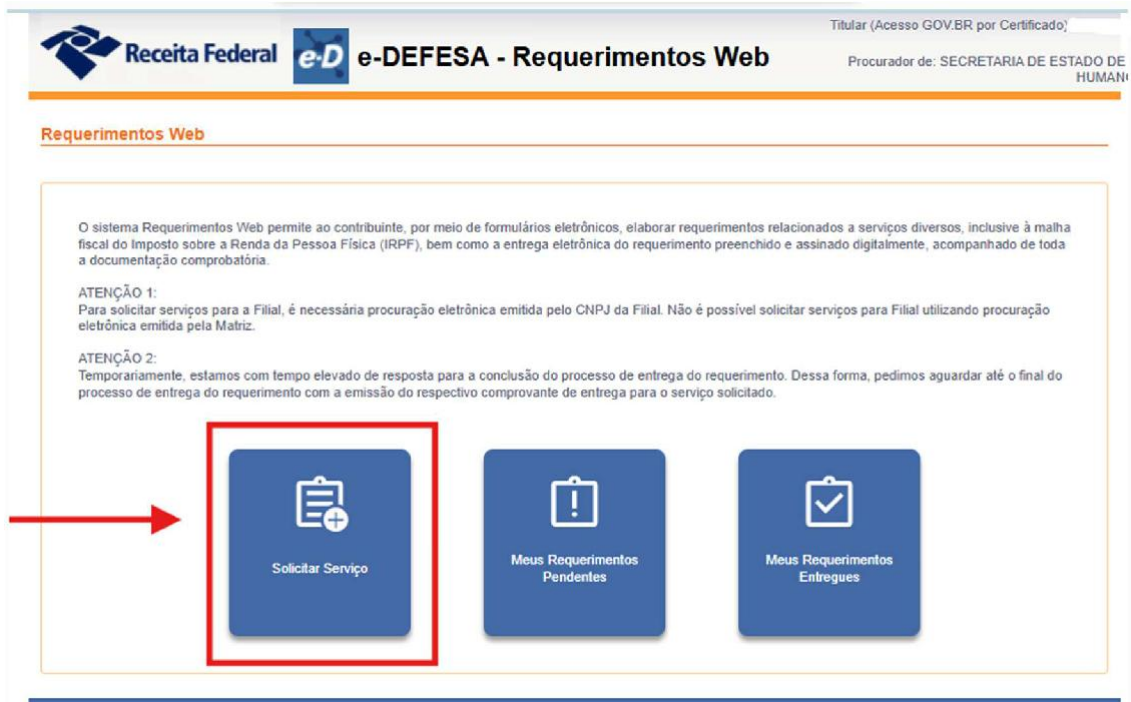 Titular (Acesso GOV.BR por Certificado)
Receita Federal
e-D
e-DEFESA - Requerimentos Web
Procurador de: SECRETARIA DE ESTADO DE
Requerimentos Web
O sistema Requerimentos Web permite ao contribuinte, por meio de formulários eletrônicos, elaborar requerimentos relacionados a serviços diversos, inclusive à malha
fiscal do Imposto sobre a Renda da Pessoa Física (IRPF), bem como a entrega eletrônica do requerimento preenchido e assinado digitalmente, acompanhado de toda
a documentação comprobatória.
ATENÇÃO 1:
Para solicitar serviços para a Filial, é necessária procuração eletrônica emitida pelo CNPJ da Filial. Não é possível solicitar serviços para Filial utilizando procuração
eletrônica emitida pela Matriz.
ATENÇÃO 2:
Temporariamente, estamos com tempo elevado de resposta para a conclusão do processo de entrega do requerimento. Dessa forma, pedimos aguardar até o final do
processo de entrega do requerimento com a emissão do respectivo comprovante de entrega para o serviço solicitado.
Solicitar Serviço
Meus Requerimentos
Pendentes
Meus Requerimentos
Entregues